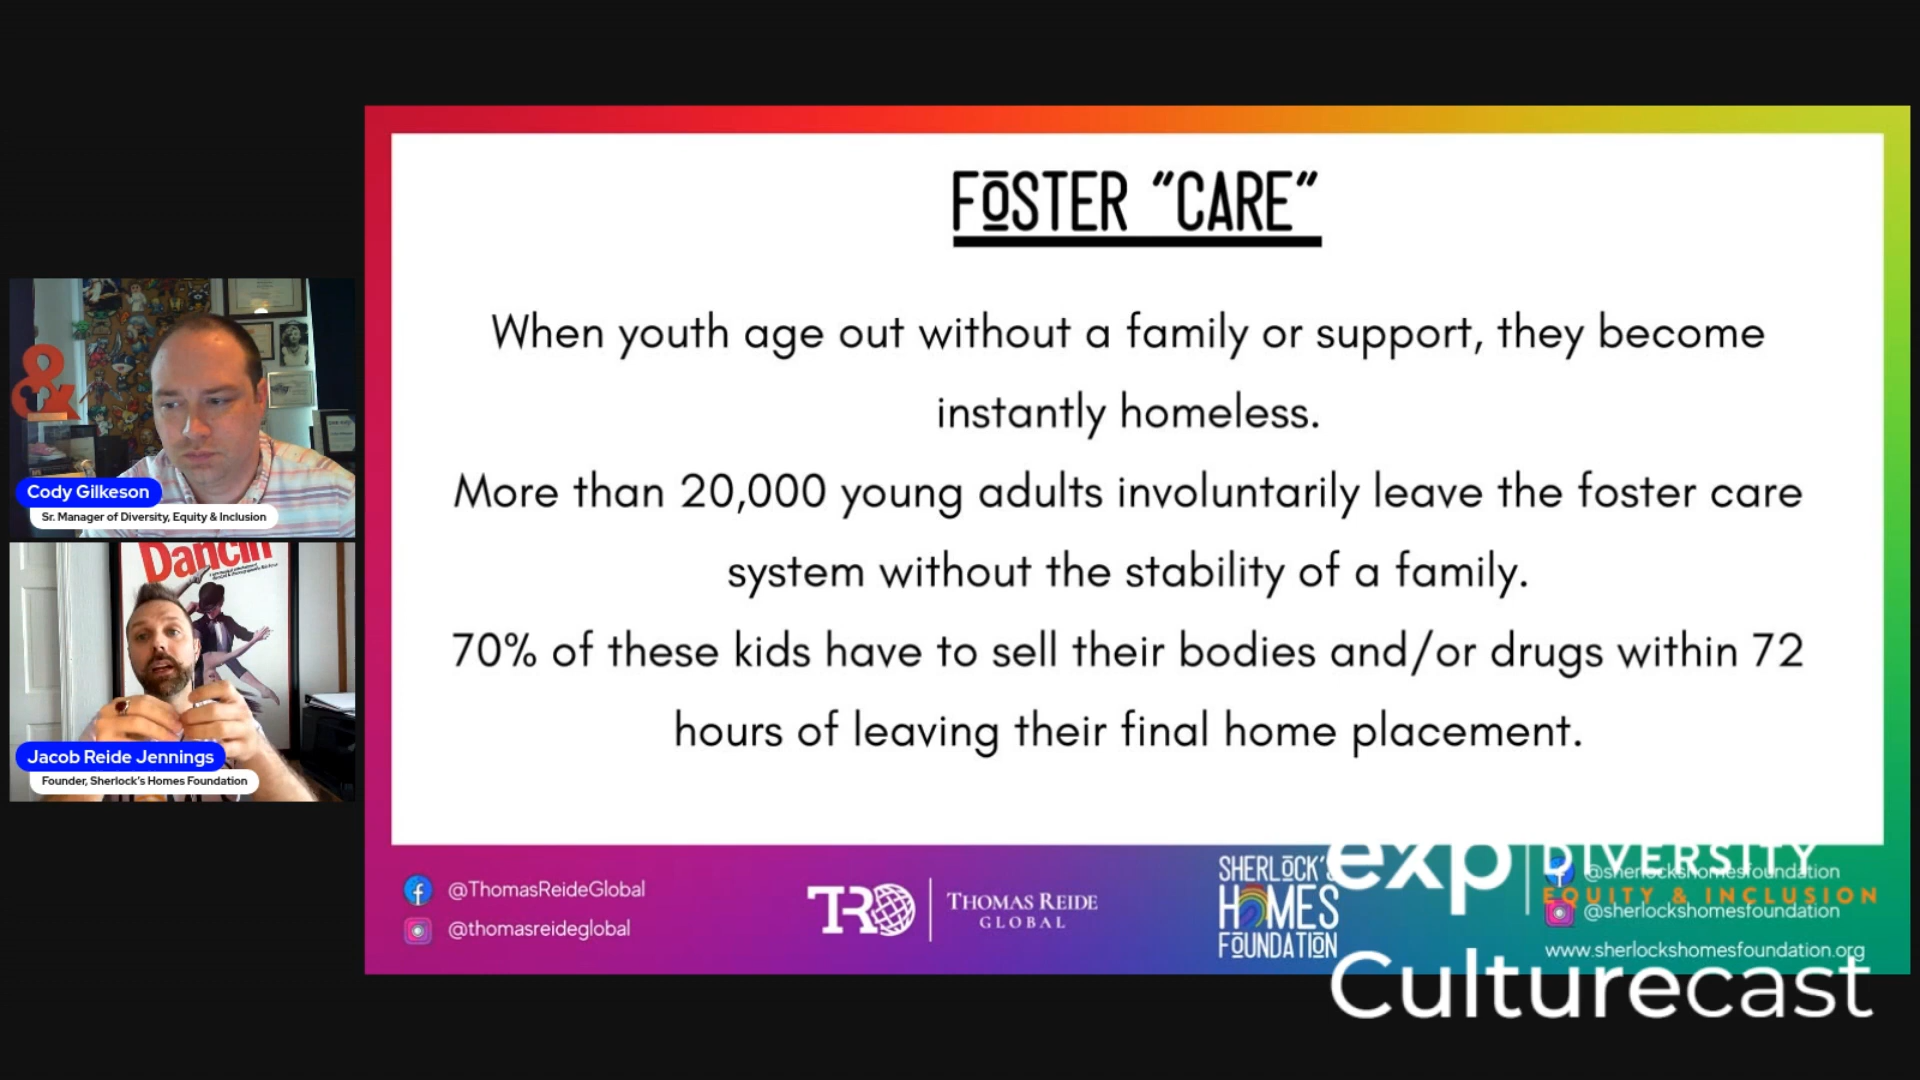 FOSTER "CARE"
When youth age out without a family or support, they become
instantly homeless.
More than 20,000 young adults involuntarily leave the foster care
system without the stability of a family.
70% of these kids have to sell their bodies and/or drugs within 72
hours of leaving their final home placement.
Cody Gilkeson
Sr. Manager of Diversity, Equity & Inclusion
&
Dancin'
Jacob Reide Jennings
Founder, Sherlock's Homes Foundation
@ThomasReideGlobal
@thomasreideglobal
TR
THOMAS REIDE
GLOBAL
SHERLOCK'S
HOMES
FOUNDATION
exp
DIVERSITY
EQUITY & INCLUSION
@sherlockshomesfoundation
@sherlockshomesfoundation
www.sherlockshomesfoundation.org
Culturecast